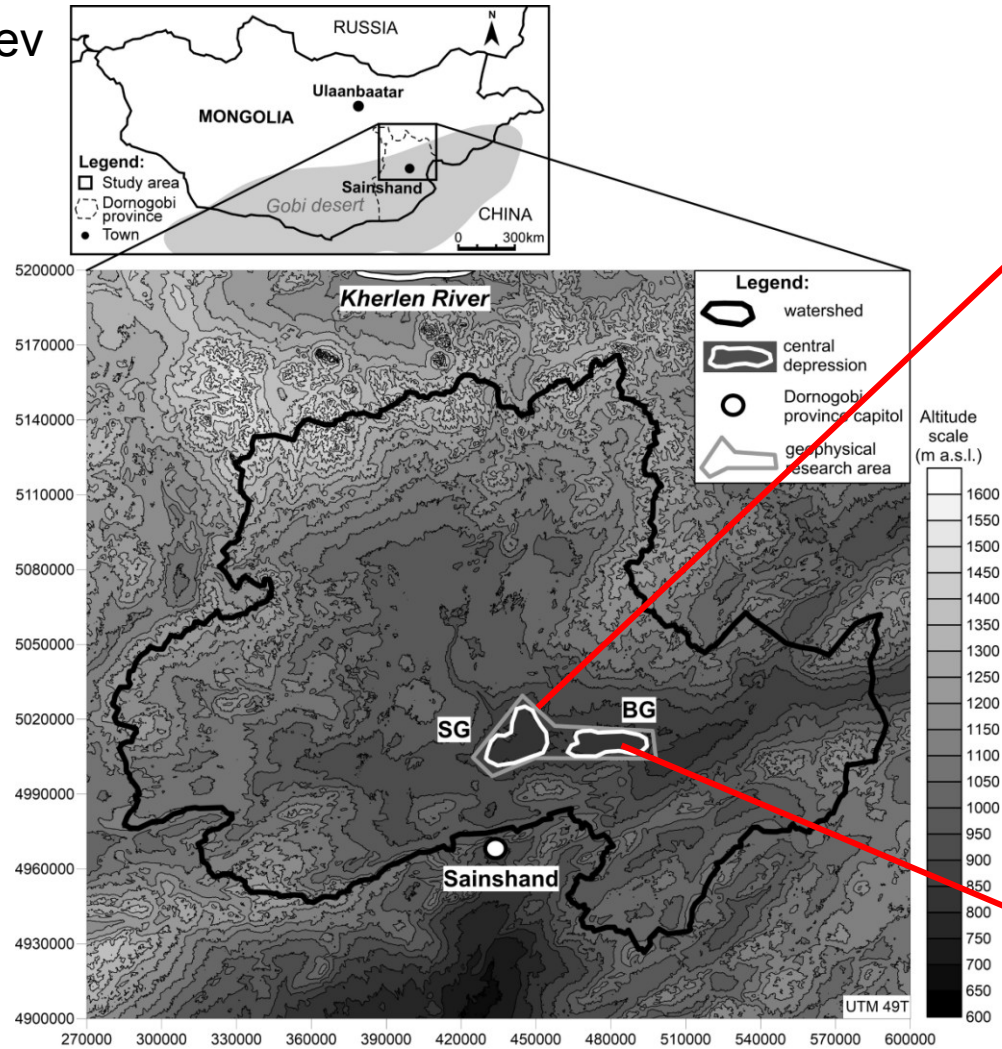 ev
RUSSIA
N
Ulaanbaatar
MONGOLIA
Legend:
Study area
Dornogobi
province
Town
Sainshand
Gobi desert
CHINA
0 300km
5200000
5170000
5140000
5110000
5080000
5050000
5020000
4990000
4960000
4930000
4900000
Kherlen River
Legend:
watershed
central
depression
Dornogobi
province capitol
geophysical
research area
SG
BG
Sainshand
UTM 49T
270000 300000 330000 360000 390000 420000 450000 480000 510000 540000 570000 600000
Altitude
scale
(m a.s.l.)
1600
1550
1500
1450
1400
1350
1300
1250
1200
1150
1100
1050
1000
950
900
850
800
750
700
650
600